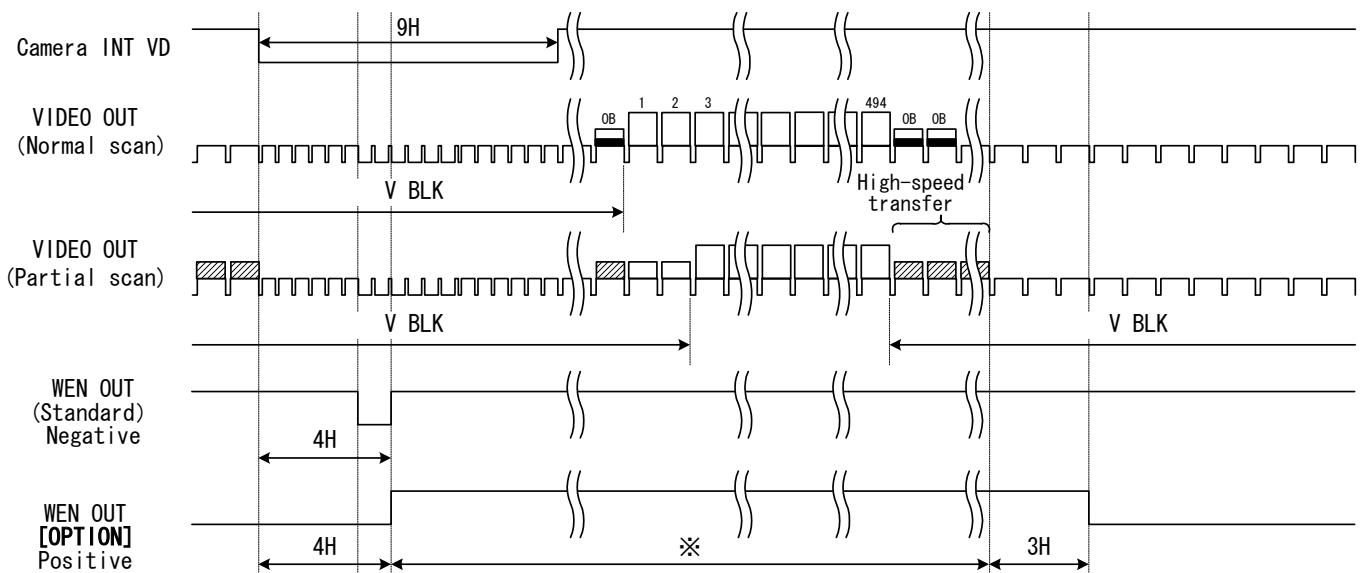 9H
Camera INT VD
VIDEO OUT
(Normal scan)
OB
1
2
3
494
OB
OB
V BLK
High-speed
transfer
VIDEO OUT
(Partial scan)
V BLK
V BLK
WEN OUT
(Standard)
Negative
4H
WEN OUT
[OPTION]
Positive
4H
※
3H